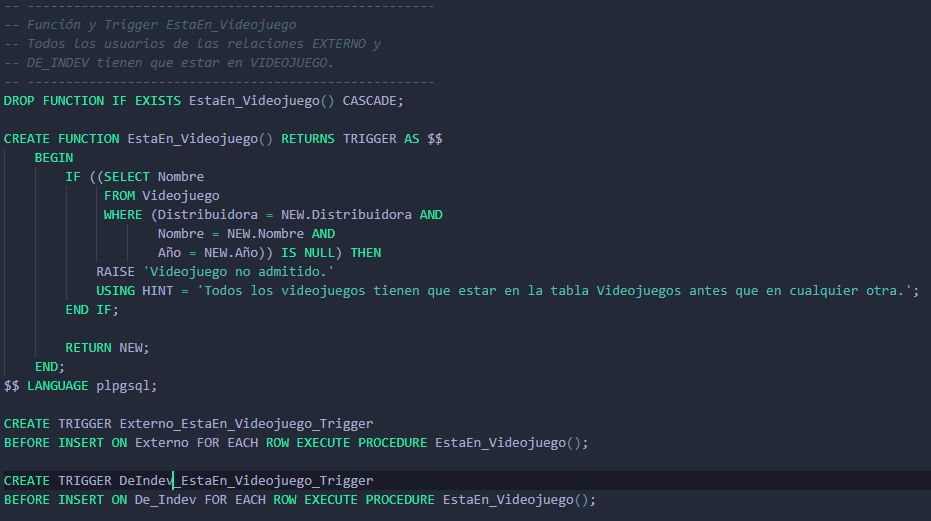 -- -----------------------------------------------------
-- Función y Trigger EstaEn_Videojuego
-- Todos los usuarios de las relaciones EXTERNO y
-- DE_INDEV tienen que estar en VIDEOJUEGO.
-- -----------------------------------------------------
DROP FUNCTION IF EXISTS EstaEn_Videojuego() CASCADE;

CREATE FUNCTION EstaEn_Videojuego() RETURNS TRIGGER AS $$
    BEGIN
        IF ((SELECT Nombre
             FROM Videojuego
             WHERE (Distribuidora = NEW.Distribuidora AND
                    Nombre = NEW.Nombre AND
                    Año = NEW.Año)) IS NULL) THEN
            RAISE 'Videojuego no admitido.'
            USING HINT = 'Todos los videojuegos tienen que estar en la tabla Videojuegos antes que en cualquier otra.';
        END IF;

        RETURN NEW;
    END;
$$ LANGUAGE plpgsql;

CREATE TRIGGER Externo_EstaEn_Videojuego_Trigger
BEFORE INSERT ON Externo FOR EACH ROW EXECUTE PROCEDURE EstaEn_Videojuego();

CREATE TRIGGER DeIndev_EstaEn_Videojuego_Trigger
BEFORE INSERT ON De_Indev FOR EACH ROW EXECUTE PROCEDURE EstaEn_Videojuego();